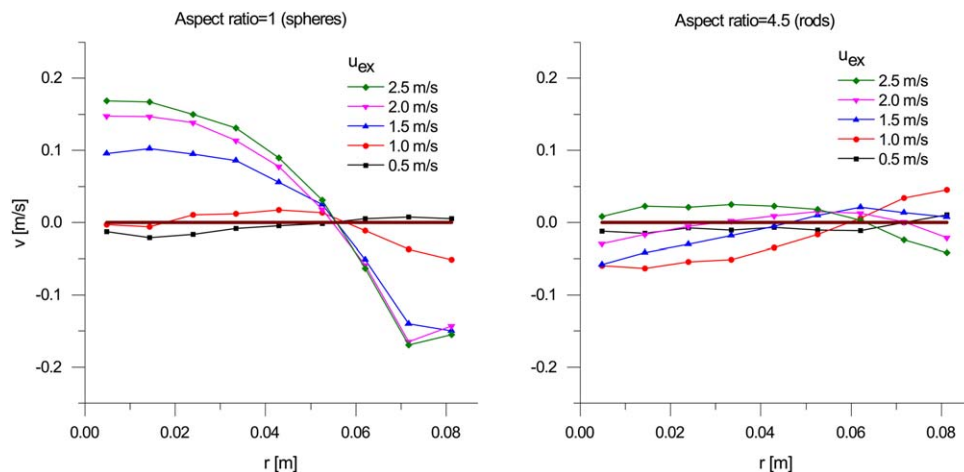 Aspect ratio=1 (spheres)
u_ex
2.5 m/s
2.0 m/s
1.5 m/s
1.0 m/s
0.5 m/s
0.2
0.1
0.0
-0.1
-0.2
v [m/s]
0.00
0.02
0.04
0.06
0.08
r [m]
Aspect ratio=4.5 (rods)
u_ex
2.5 m/s
2.0 m/s
1.5 m/s
1.0 m/s
0.5 m/s
0.2
0.1
0.0
-0.1
-0.2
0.00
0.02
0.04
0.06
0.08
r [m]